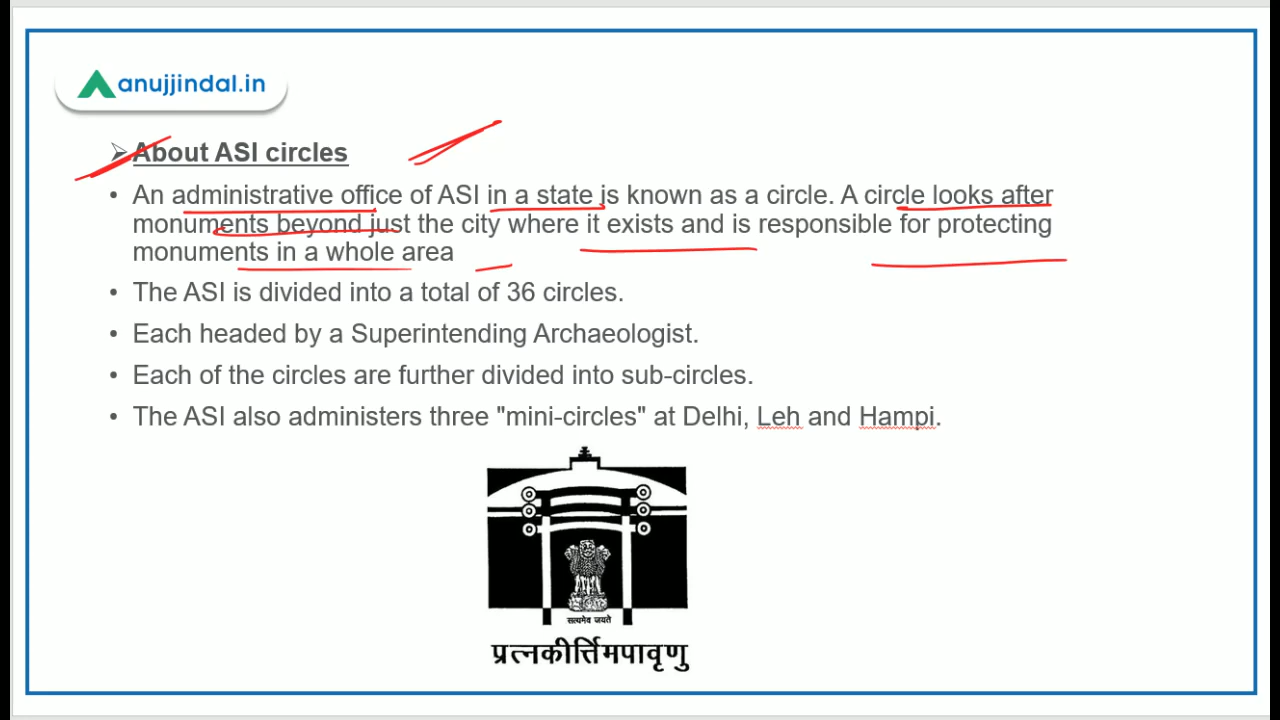 anujjindal.in
About ASI circles
• An administrative office of ASI in a state is known as a circle. A circle looks after
monuments beyond just the city where it exists and is responsible for protecting
monuments in a whole area
• The ASI is divided into a total of 36 circles.
• Each headed by a Superintending Archaeologist.
• Each of the circles are further divided into sub-circles.
• The ASI also administers three "mini-circles" at Delhi, Leh and Hampi.
सत्यमेव जयते
प्रत्नकीर्त्तिमपावृणु